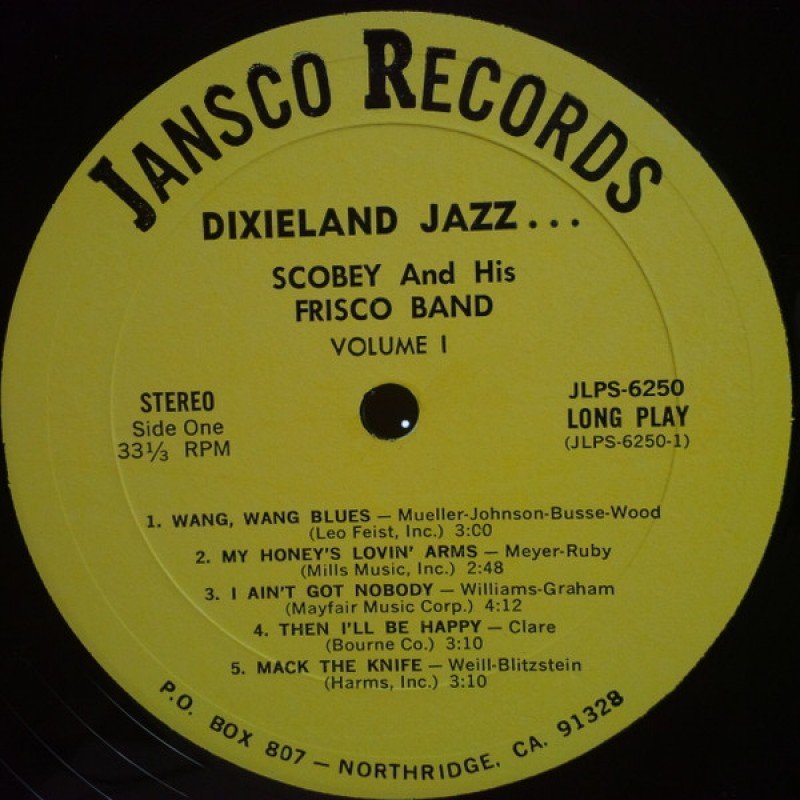 JANSCO RECORDS
DIXIELAND JAZZ...
SCOBEY And His
FRISCO BAND
VOLUME I
STEREO
Side One
33⅓ RPM
JLPS-6250
LONG PLAY
(JLPS-6250-1)
1. WANG, WANG BLUES — Mueller-Johnson-Busse-Wood
(Leo Feist, Inc.) 3:00
2. MY HONEY'S LOVIN' ARMS — Meyer-Ruby
(Mills Music, Inc.) 2:48
3. I AIN'T GOT NOBODY — Williams-Graham
(Mayfair Music Corp.) 4:12
4. THEN I'LL BE HAPPY — Clare
(Bourne Co.) 3:10
5. MACK THE KNIFE — Weill-Blitzstein
(Harms, Inc.) 3:10
P.O. BOX 807 — NORTHRIDGE, CA. 91328